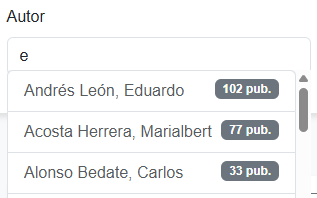 Autor
e
Andrés León, Eduardo 102 pub.
Acosta Herrera, Marialbert 77 pub.
Alonso Bedate, Carlos 33 pub.